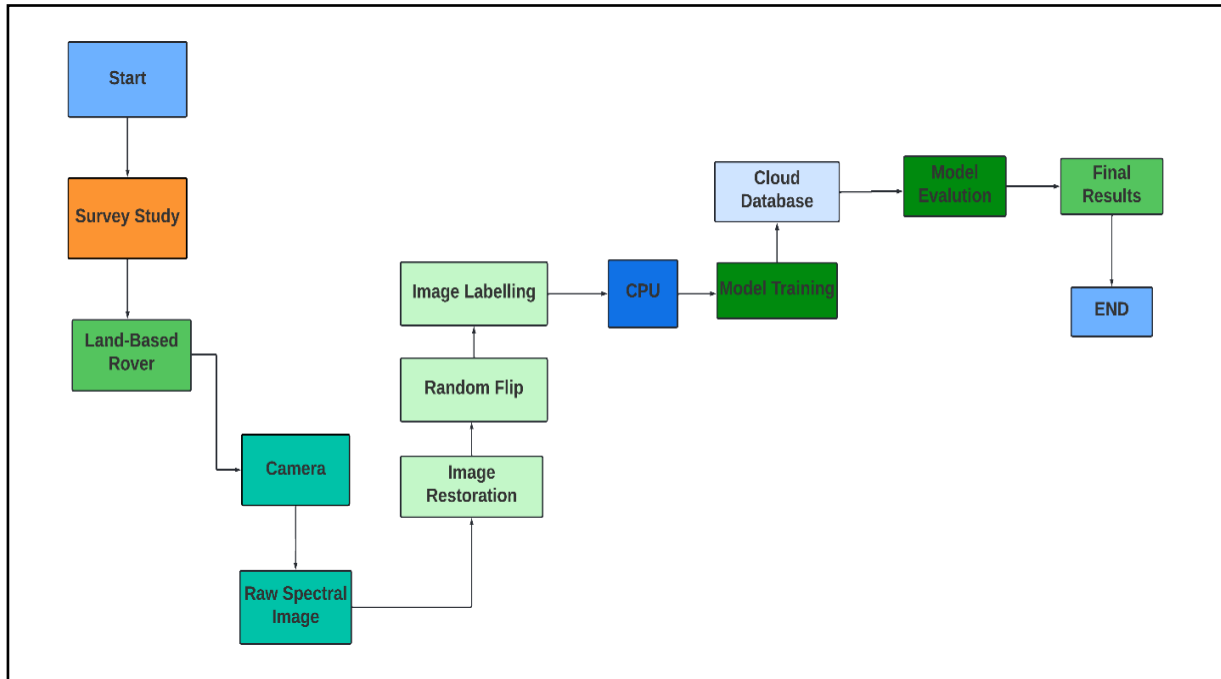 Start
Survey Study
Land-Based
Rover
Camera
Raw Spectral
Image
Image
Restoration
Random Flip
Image Labelling
CPU
Model Training
Cloud
Database
Model
Evalution
Final
Results
END